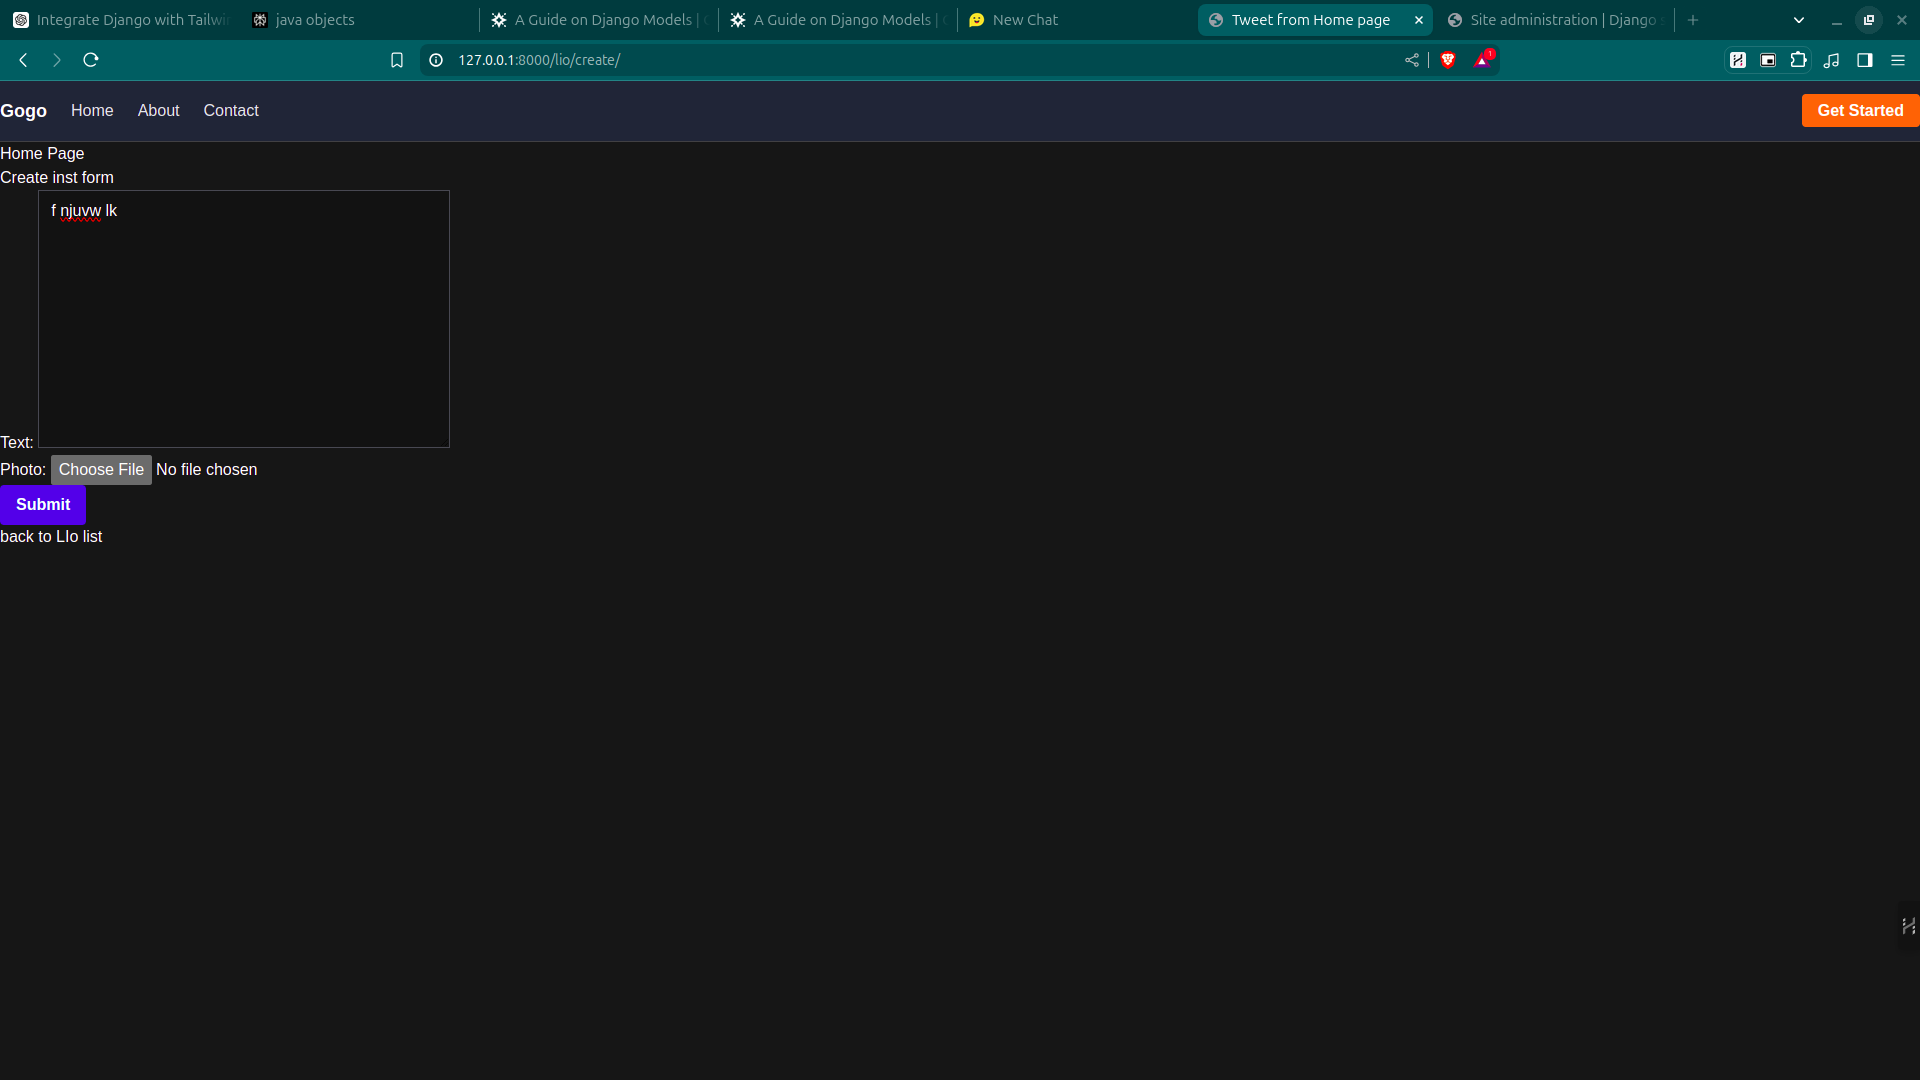 Integrate Django with Tailwi
java objects
A Guide on Django Models |
A Guide on Django Models |
New Chat
Tweet from Home page
Site administration | Django s
127.0.0.1:8000/lio/create/
1
Gogo
Home
About
Contact
Get Started
Home Page
Create inst form
f njuvw lk
Text:
Photo: Choose File No file chosen
Submit
back to LIo list